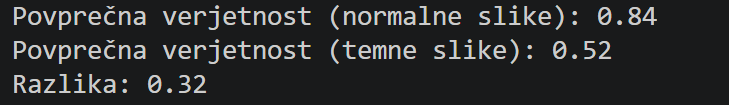 Povprečna verjetnost (normalne slike): 0.84
Povprečna verjetnost (temne slike): 0.52
Razlika: 0.32